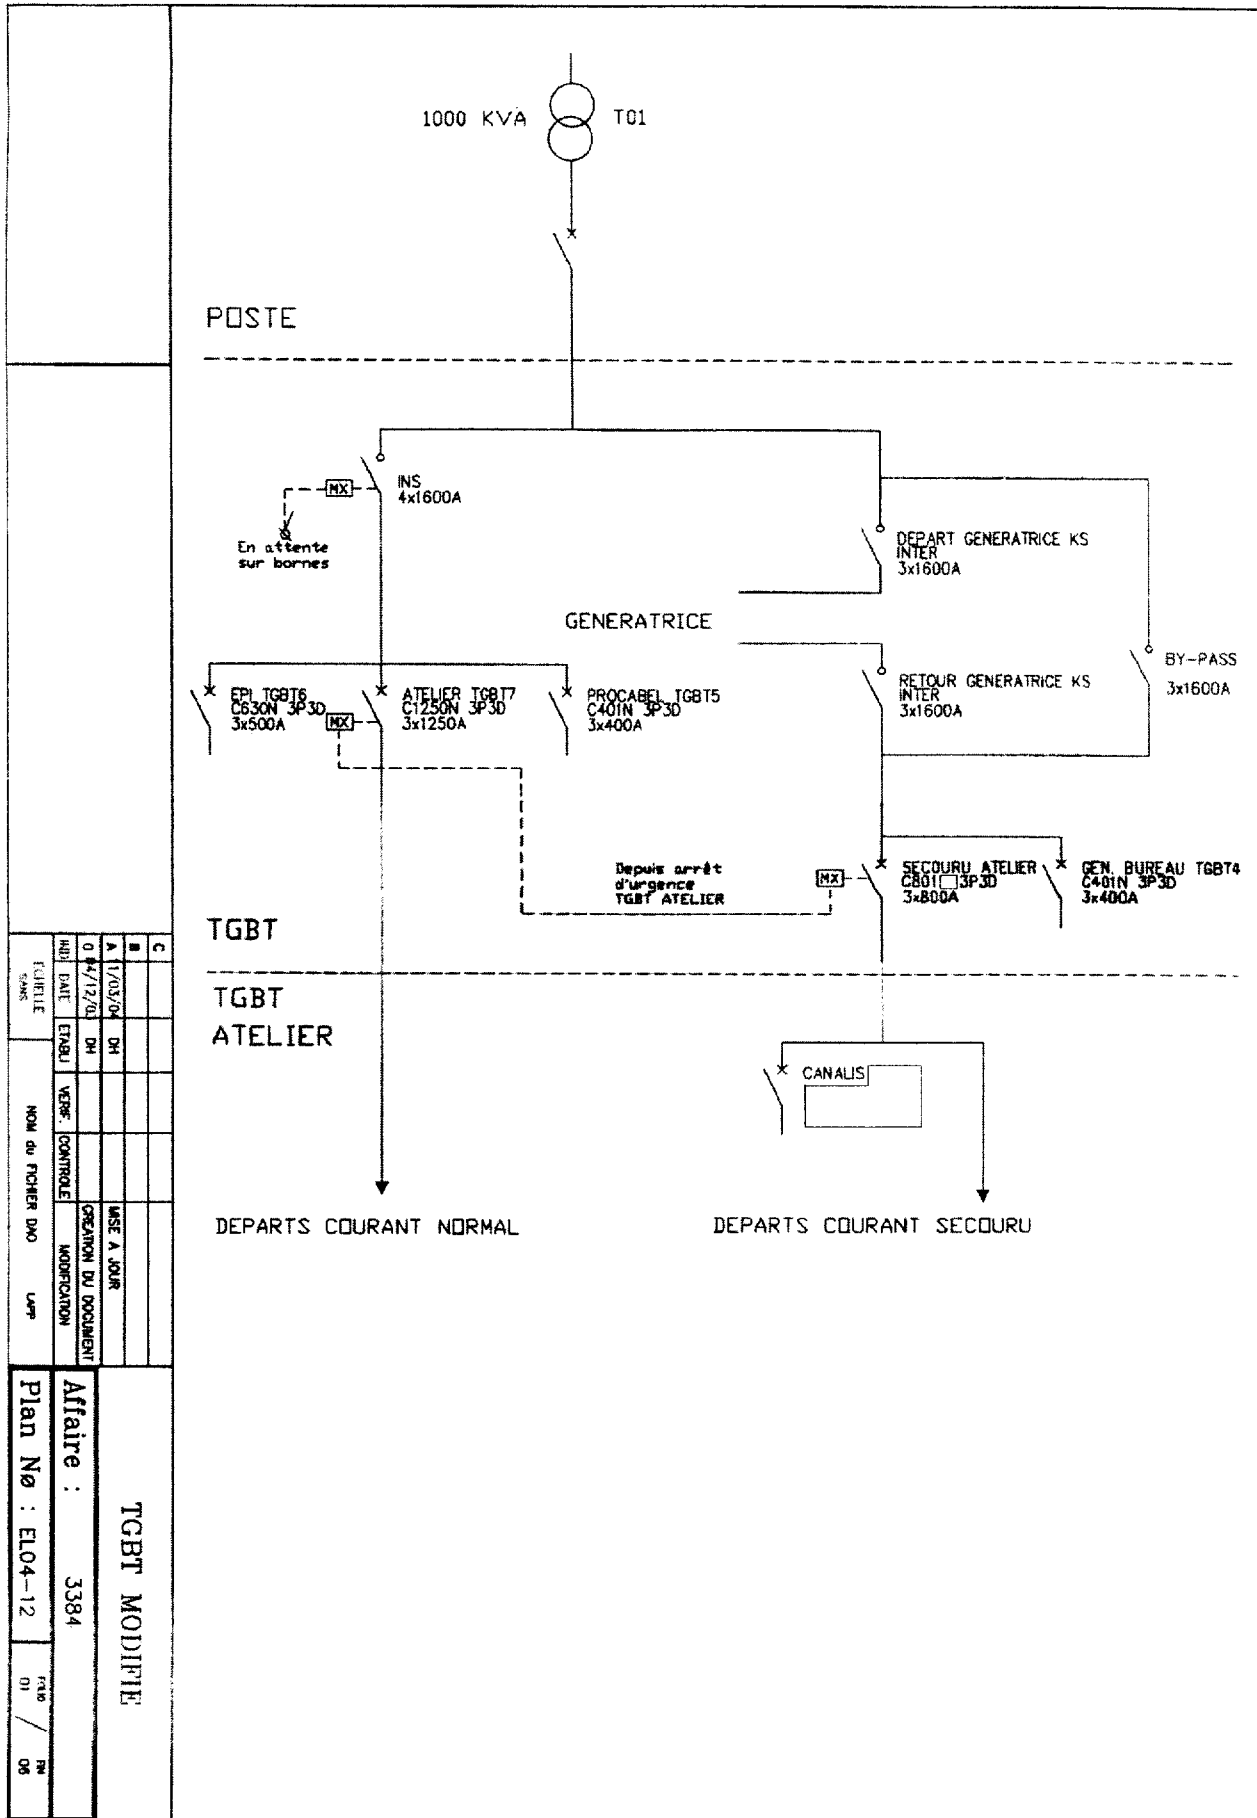 1000 KVA
T01
POSTE
INS
4x1600A
MX
En attente
sur bornes
DEPART GENERATRICE KS
INTER
3x1600A
GENERATRICE
BY-PASS
3x1600A
RETOUR GENERATRICE KS
INTER
3x1600A
EPI TGBT6
C630N 3P3D
3x500A
MX
ATELIER TGBT7
C1250N 3P3D
3x1250A
PROCABEL TGBT5
C401N 3P3D
3x400A
Depuis arrêt
d'urgence
TGBT ATELIER
MX
SECOURU ATELIER
C801 3P3D
3x800A
GEN. BUREAU TGBT4
C401N 3P3D
3x400A
TGBT
TGBT
ATELIER
CANALIS
DEPARTS COURANT NORMAL
DEPARTS COURANT SECOURU
C
B
A 11/03/04 DH MISE A JOUR
0 04/12/03 DH CREATION DU DOCUMENT
IND DATE ETABLI VERIF. CONTROLE MODIFICATION
ECHELLE
SANS
NOM du FICHIER DAO LAPP
TGBT MODIFIE
Affaire : 3384
Plan Nø : EL04-12
FOLIO
01 / 06